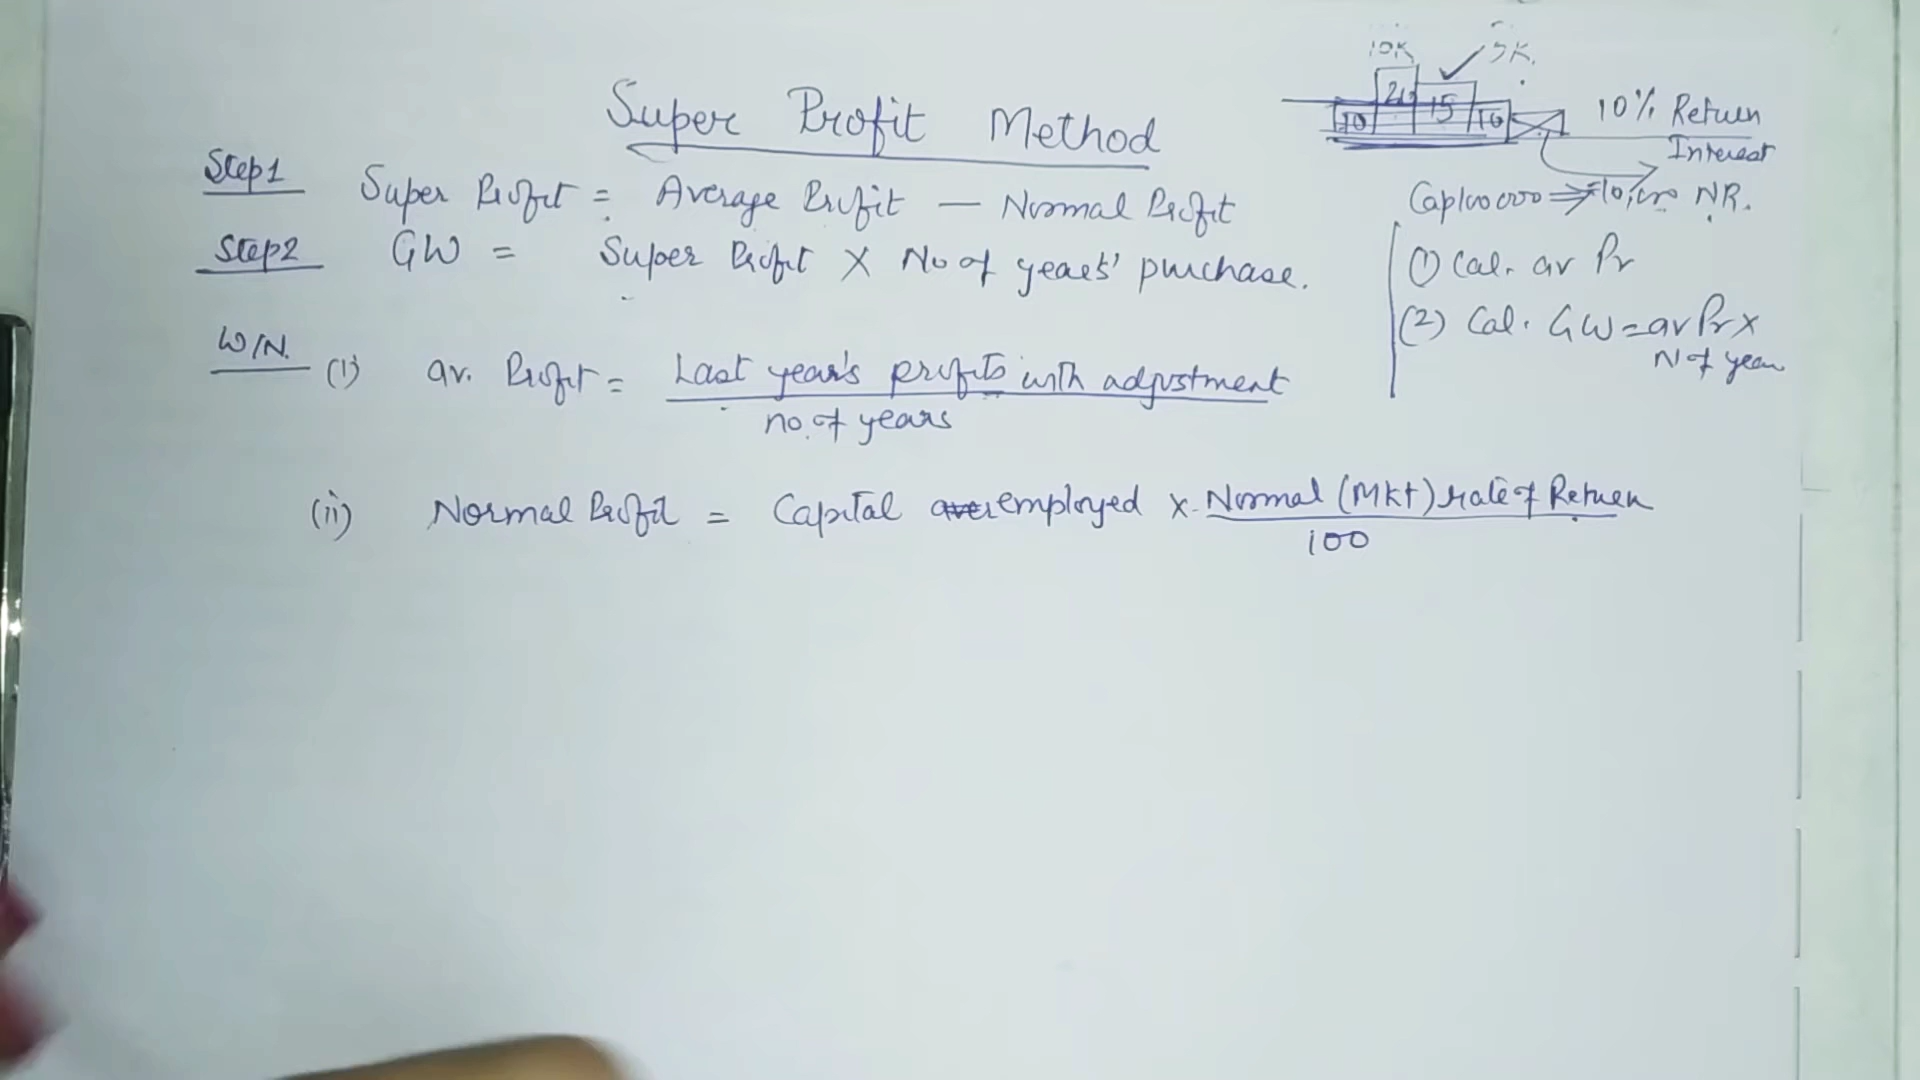 Super Profit Method
Step1 Super Profit = Average Profit — Normal Profit
Step2 GW = Super Profit X No of years' purchase.
W/N. (i) av. Profit = Last year's profits with adjustment
no. of years
(ii) Normal Profit = Capital employed x Normal (Mkt) rate of Return
100
10K 5K.
10 20 15 10 10% Return
Interest
NR.
(1) Cal. av Pr
(2) Cal. GW = av Pr x
N of year